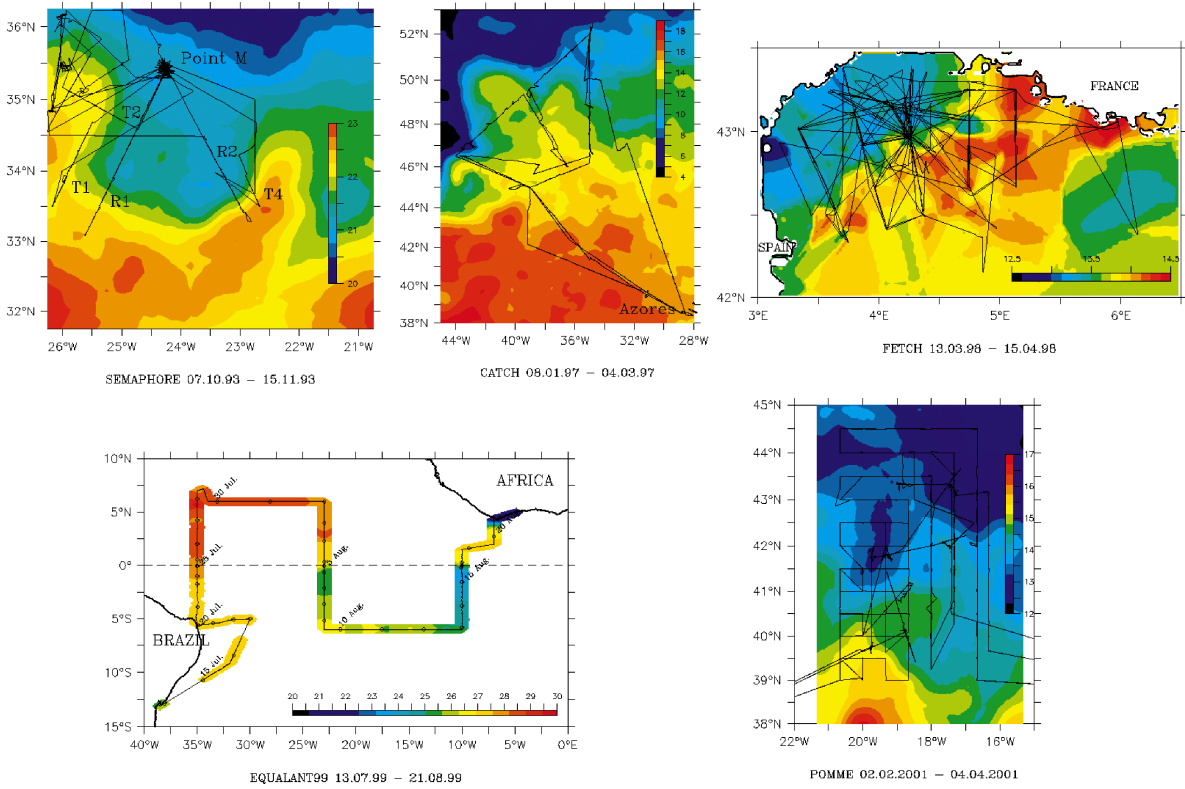 36°N
35°N
34°N
33°N
32°N
Point M
T2
R2
T1
R1
T4
23
22
21
20
26°W 24°W 22°W 21°W
SEMAPHORE 07.10.93 – 15.11.93
52°N
50°N
48°N
46°N
44°N
42°N
40°N
38°N
18
16
14
11
8
6
4
Azores
44°W 40°W 36°W 32°W 28°W
CATCH 08.01.97 – 04.03.97
43°N
42°N
FRANCE
SPAIN
12.5 13.5 14.5
3°E 4°E 5°E 6°E
FETCH 13.03.98 – 15.04.98
10°N
5°N
0°
5°S
10°S
15°S
AFRICA
BRAZIL
30 Jul.
25 Jul.
20 Jul.
15 Jul.
5 Aug.
10 Aug.
15 Aug.
20 21 22 23 24 25 26 27 28 29 30
40°W 35°W 30°W 25°W 20°W 15°W 10°W 5°W 0°E
EQUALANT99 13.07.99 – 21.08.99
45°N
44°N
43°N
42°N
41°N
40°N
39°N
38°N
17
16
15
14
13
12
22°W 20°W 18°W 16°W
POMME 02.02.2001 – 04.04.2001